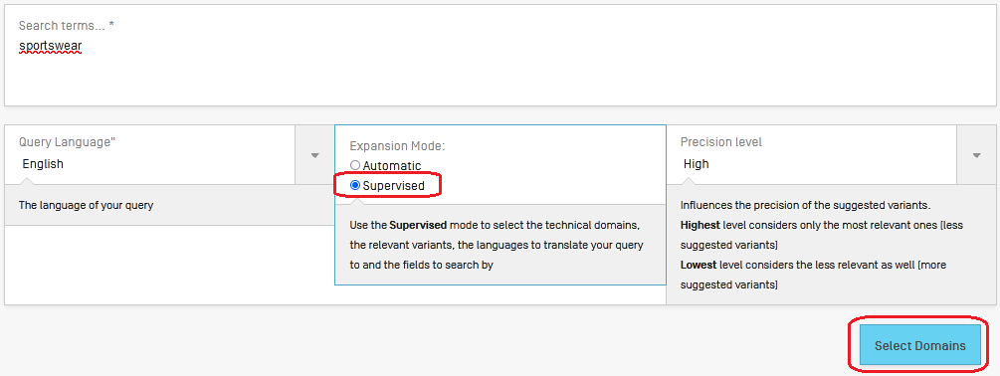 Search terms... *
sportswear
Query Language"
English
The language of your query
Expansion Mode:
Automatic
Supervised
Use the Supervised mode to select the technical domains,
the relevant variants, the languages to translate your query
to and the fields to search by
Precision level
High
Influences the precision of the suggested variants.
Highest level considers only the most relevant ones (less
suggested variants)
Lowest level considers the less relevant as well (more
suggested variants)
Select Domains